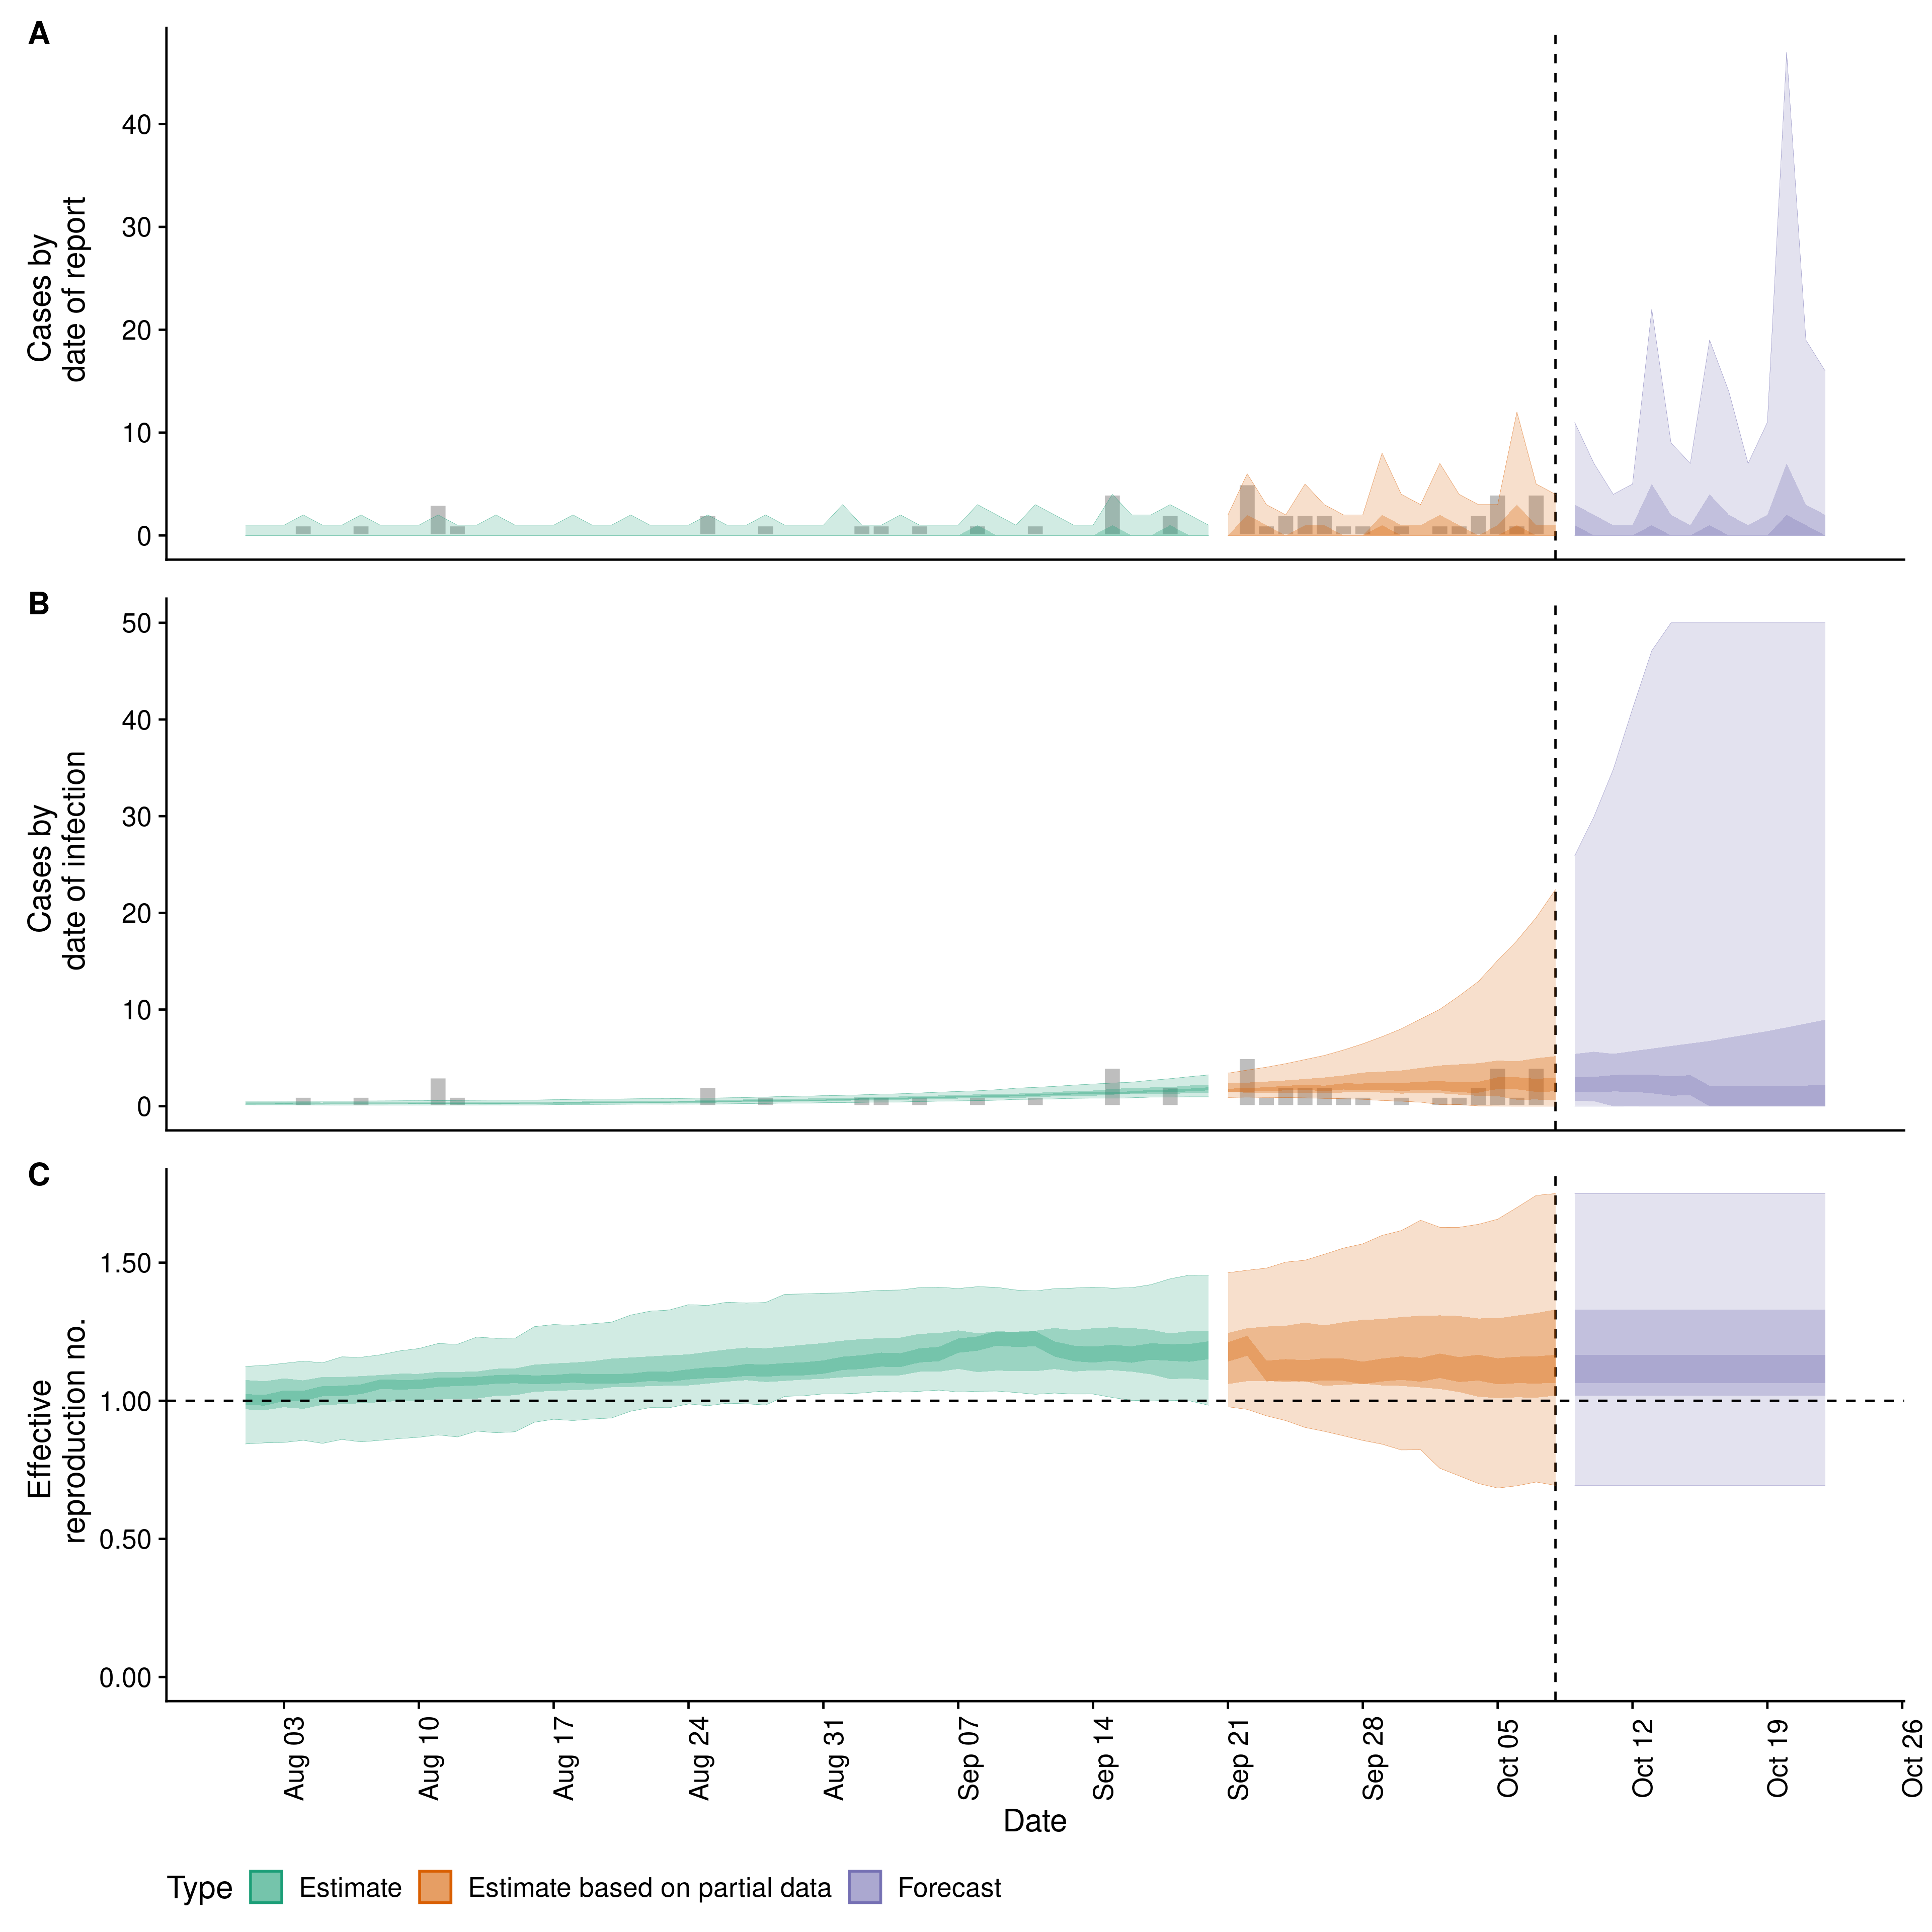 A
Cases by
date of report
40
30
20
10
0
B
Cases by
date of infection
50
40
30
20
10
0
C
Effective
reproduction no.
1.50
1.00
0.50
0.00
Aug 03
Aug 10
Aug 17
Aug 24
Aug 31
Sep 07
Sep 14
Sep 21
Sep 28
Oct 05
Oct 12
Oct 19
Oct 26
Date
Type
Estimate
Estimate based on partial data
Forecast